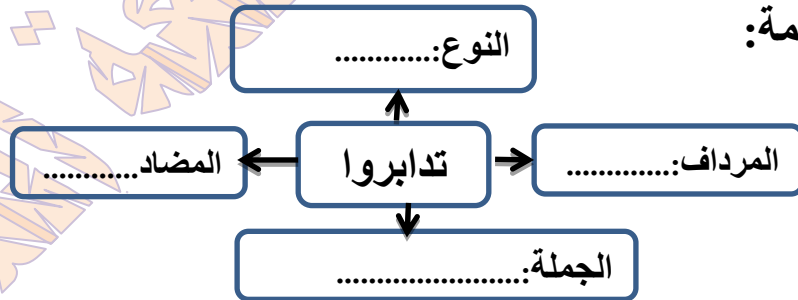 مة:
النوع:............
المرداف:..............
تدابروا
المضاد............
الجملة:......................